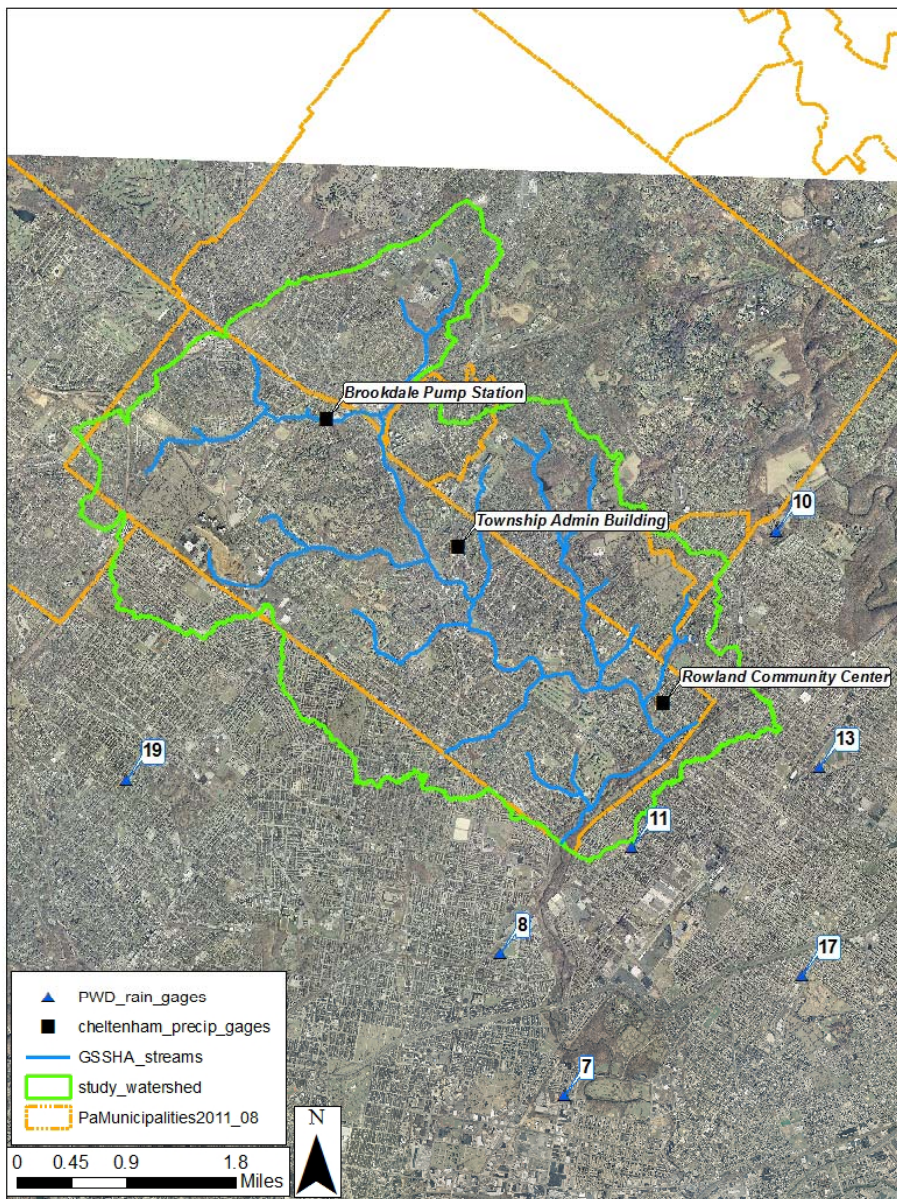 Brookdale Pump Station
10
Township Admin Building
Rowland Community Center
19
13
11
8
17
7
PWD_rain_gages
cheltenham_precip_gages
GSSHA_streams
study_watershed
PaMunicipalities2011_08
N
0 0.45 0.9 1.8
Miles